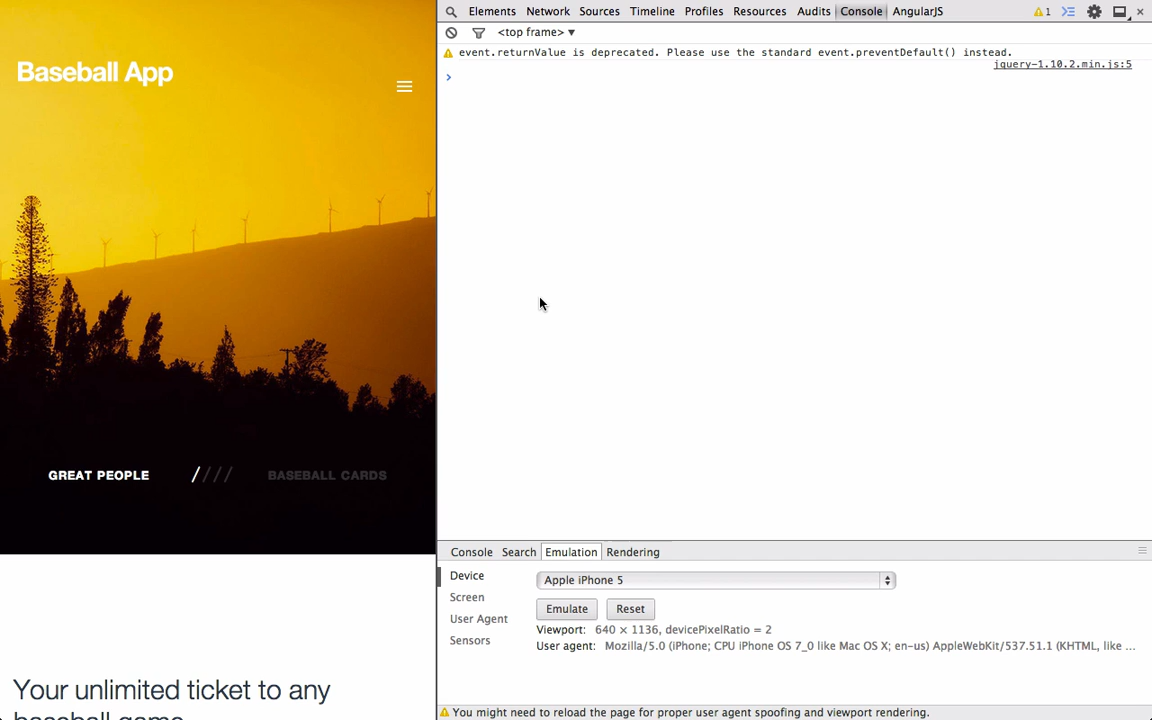 Baseball App
GREAT PEOPLE
BASEBALL CARDS
Your unlimited ticket to any
baseball game
Elements Network Sources Timeline Profiles Resources Audits Console AngularJS
1
<top frame>
event.returnValue is deprecated. Please use the standard event.preventDefault() instead.
jquery-1.10.2.min.js:5
Console Search Emulation Rendering
Device
Apple iPhone 5
Screen
Emulate Reset
User Agent
Viewport: 640 × 1136, devicePixelRatio = 2
Sensors
User agent: Mozilla/5.0 (iPhone; CPU iPhone OS 7_0 like Mac OS X; en-us) AppleWebKit/537.51.1 (KHTML, like ...
You might need to reload the page for proper user agent spoofing and viewport rendering.